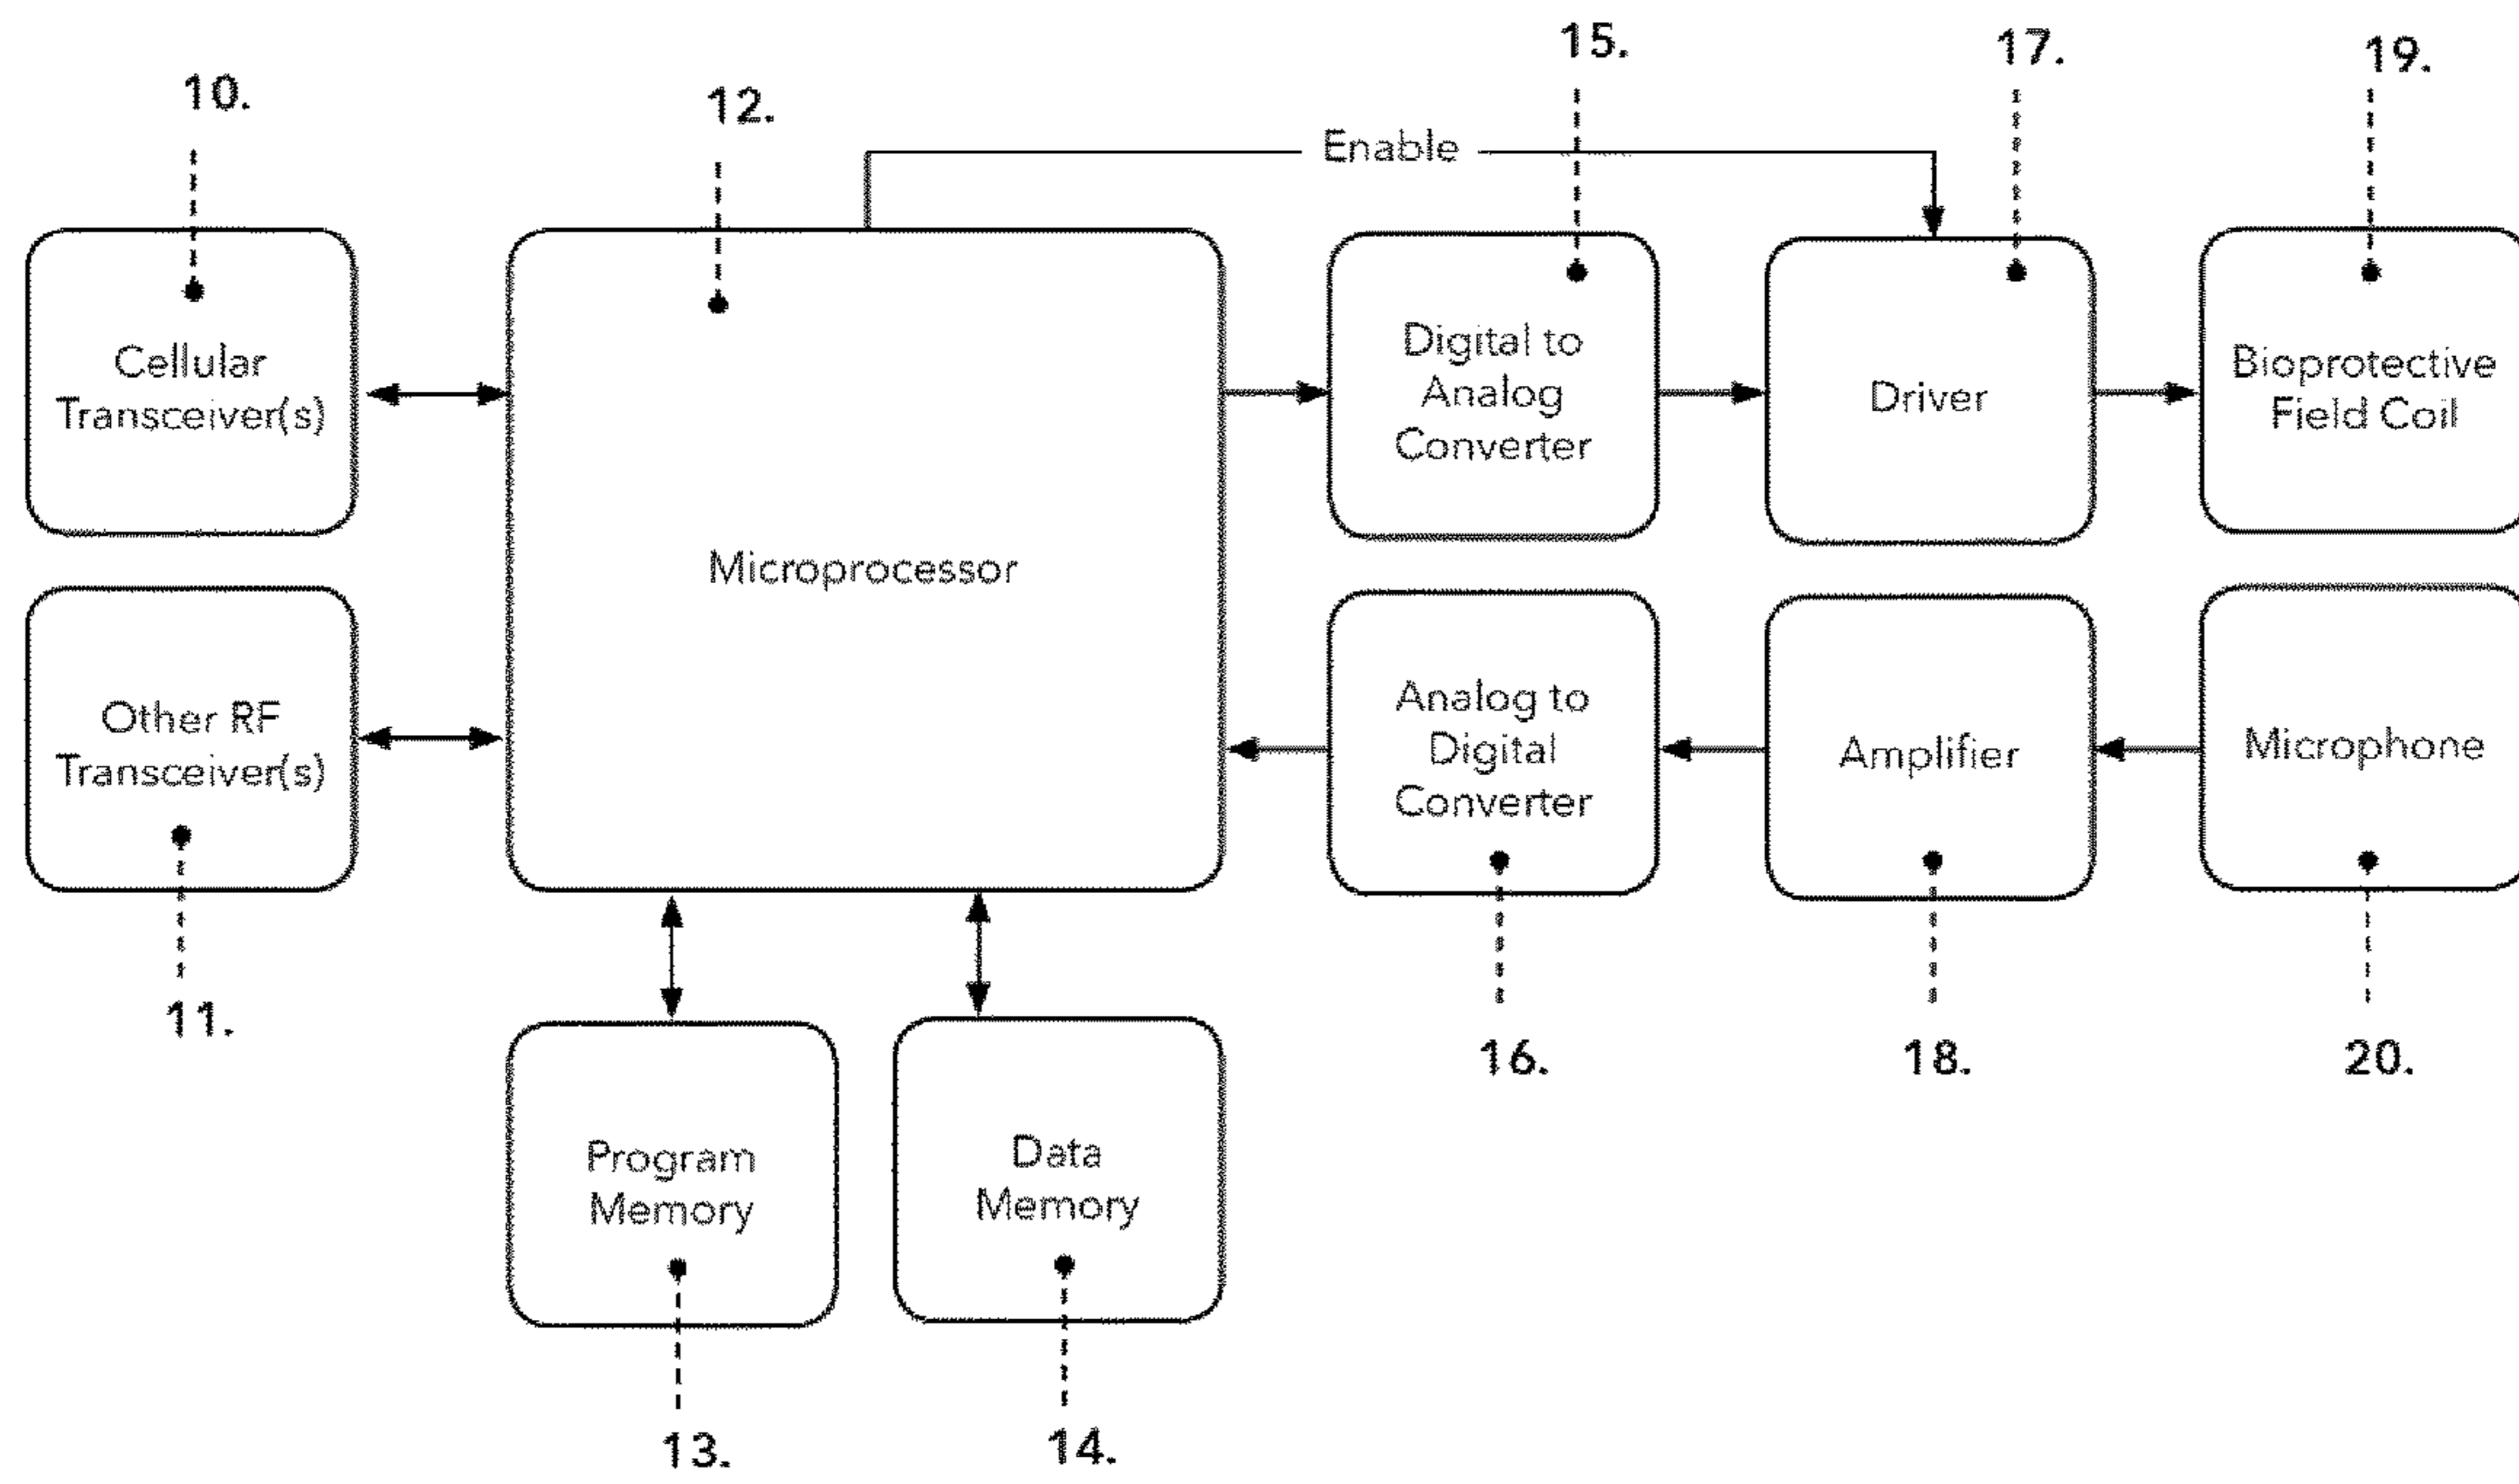 15.
17.
19.
10.
12.
Enable
Cellular
Transceiver(s)
Microprocessor
Digital to
Analog
Converter
Driver
Bioprotective
Field Coil
Other RF
Transceiver(s)
Analog to
Digital
Converter
Amplifier
Microphone
11.
16.
18.
20.
Program
Memory
Data
Memory
13.
14.